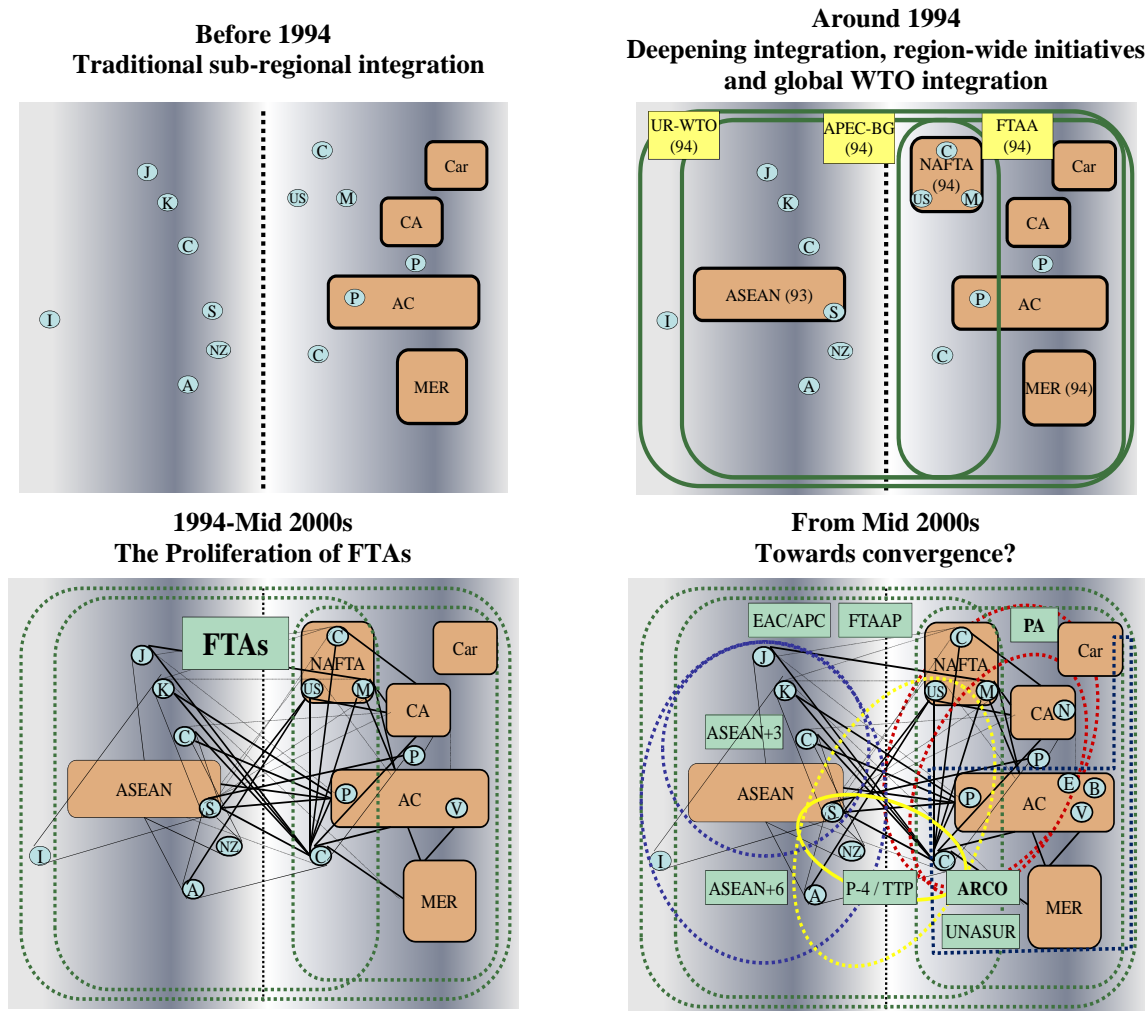 Before 1994
Traditional sub-regional integration
C
J
Car
K
US
M
CA
C
P
P
AC
S
I
NZ
C
A
MER
Around 1994
Deepening integration, region-wide initiatives
and global WTO integration
UR-WTO
(94)
APEC-BG
(94)
FTAA
(94)
C
NAFTA
(94)
J
Car
K
US
M
CA
C
P
ASEAN (93)
P
AC
S
I
NZ
C
A
MER (94)
1994-Mid 2000s
The Proliferation of FTAs
FTAs
C
J
NAFTA
Car
K
US
M
CA
C
P
ASEAN
P
AC
S
V
NZ
I
C
A
MER
From Mid 2000s
Towards convergence?
EAC/APC
FTAAP
PA
C
J
NAFTA
Car
K
US
M
CA
N
ASEAN+3
C
P
ASEAN
P
AC
E
B
S
V
NZ
I
C
ASEAN+6
A
P-4 / TTP
ARCO
MER
UNASUR